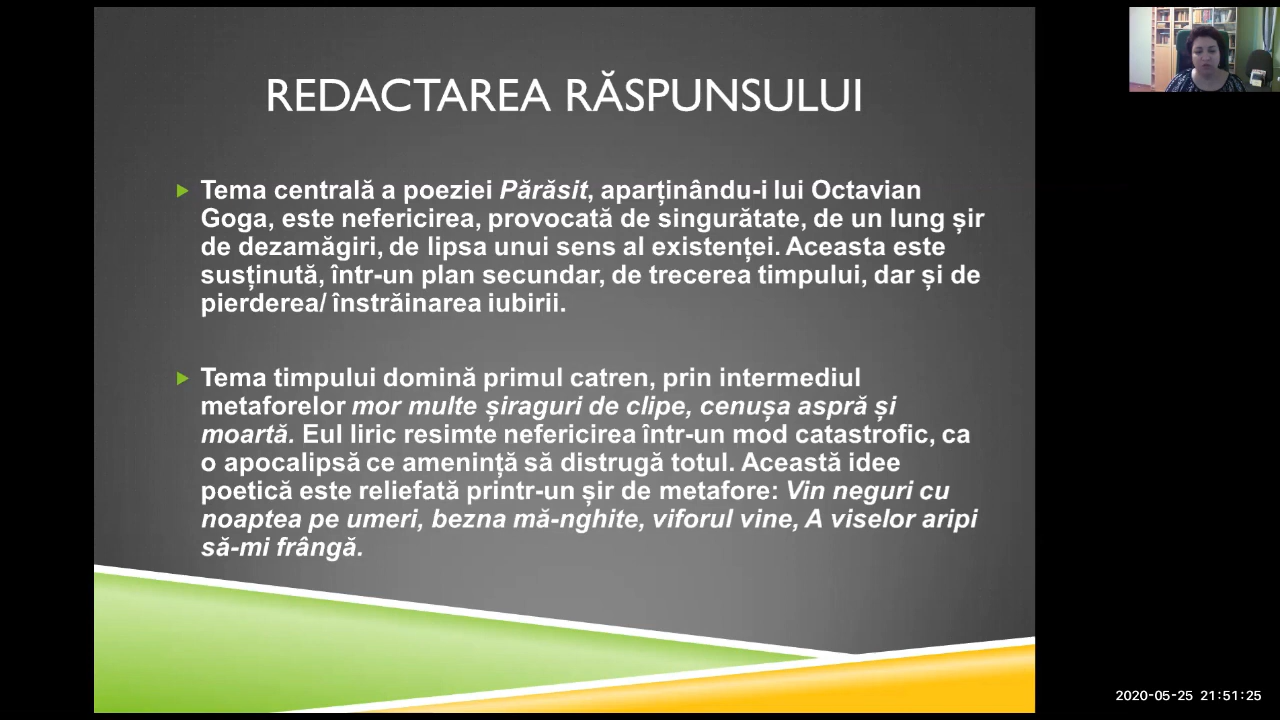 REDACTAREA RĂSPUNSULUI
Tema centrală a poeziei Părăsit, aparținându-i lui Octavian
Goga, este nefericirea, provocată de singurătate, de un lung șir
de dezamăgiri, de lipsa unui sens al existenței. Aceasta este
susținută, într-un plan secundar, de trecerea timpului, dar și de
pierderea/ înstrăinarea iubirii.
Tema timpului domină primul catren, prin intermediul
metaforelor mor multe șiraguri de clipe, cenușa aspră și
moartă. Eul liric resimte nefericirea într-un mod catastrofic, ca
o apocalipsă ce amenință să distrugă totul. Această idee
poetică este reliefată printr-un șir de metafore: Vin neguri cu
noaptea pe umeri, bezna mă-nghite, viforul vine, A viselor aripi
să-mi frângă.
2020-05-25 21:51:25